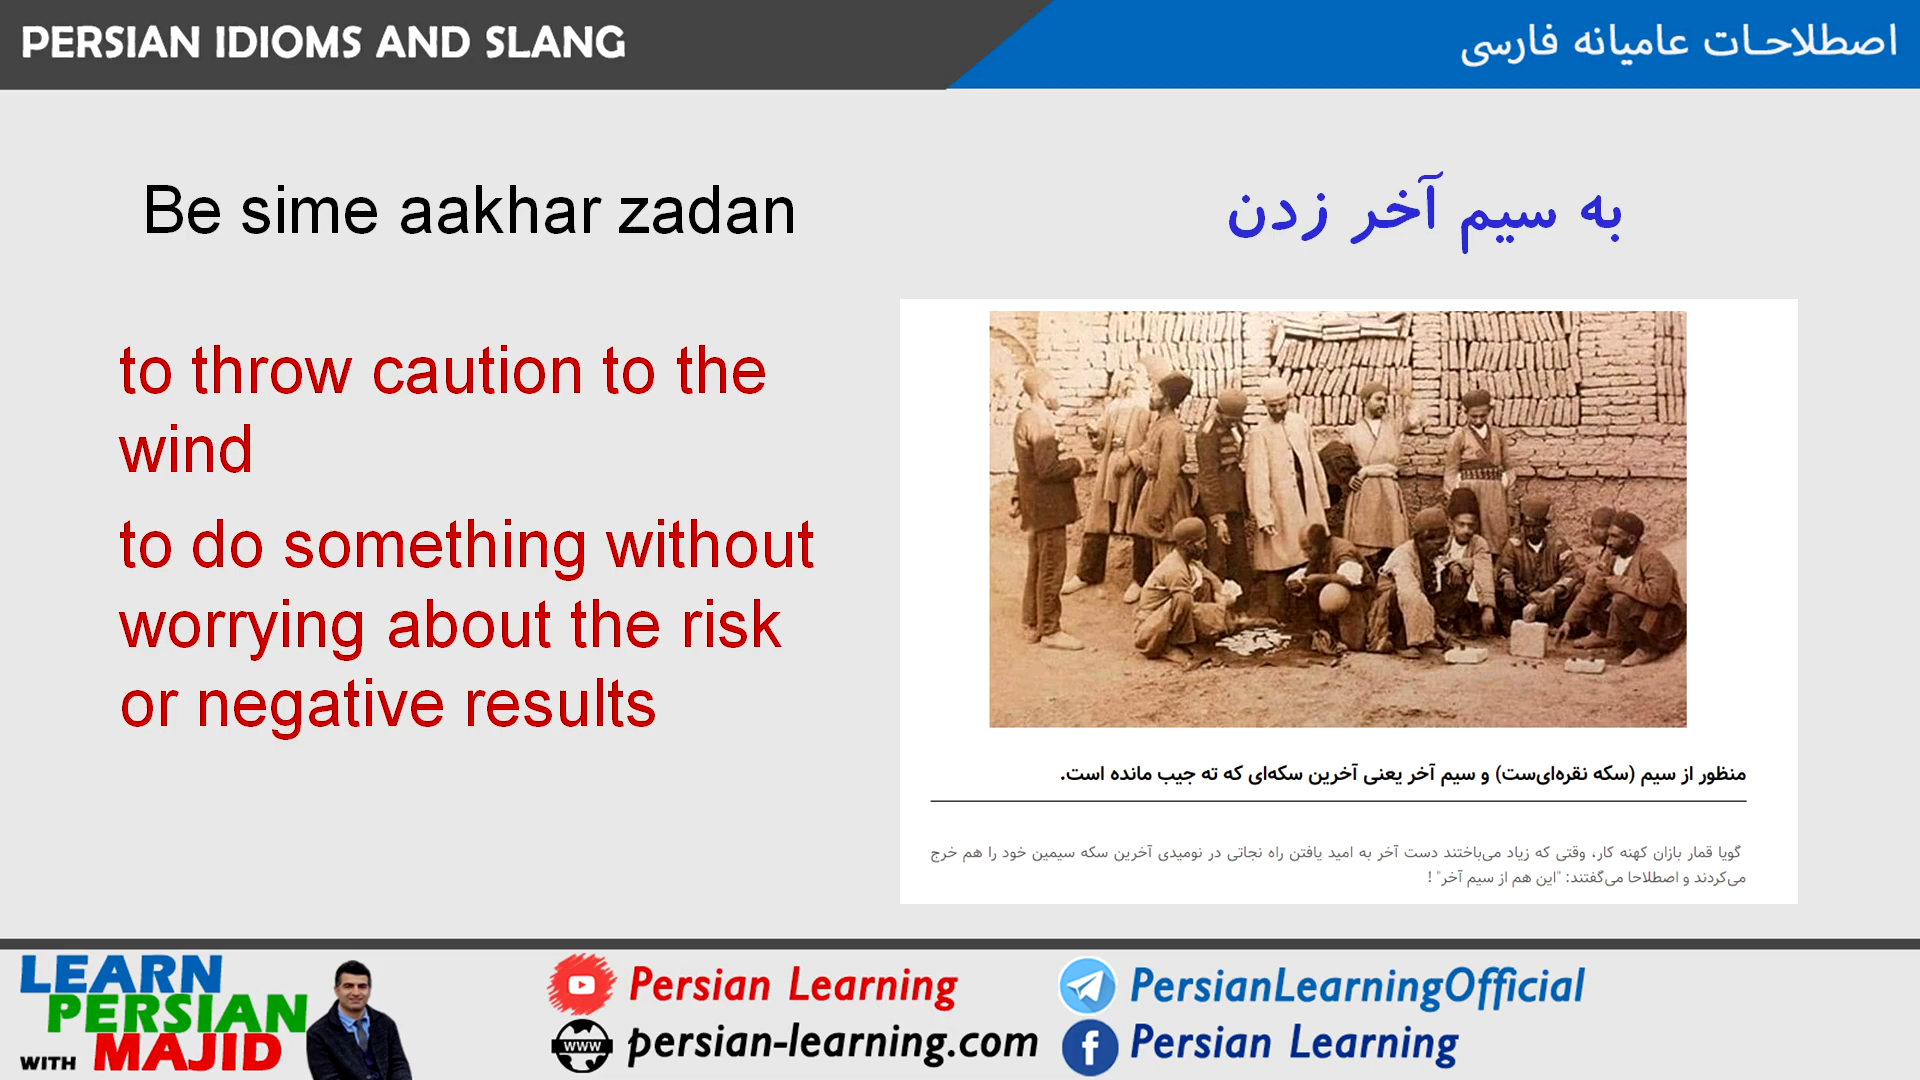 PERSIAN IDIOMS AND SLANG
اصطلاحات عامیانه فارسی
Be sime aakhar zadan
به سیم آخر زدن
to throw caution to the
wind
to do something without
worrying about the risk
or negative results
منظور از سیم (سکه نقره‌ای‌ست) و سیم آخر یعنی آخرین سکه‌ای که ته جیب مانده است.
گویا قمار بازان کهنه کار، وقتی که زیاد می‌باختند دست آخر به امید یافتن راه نجاتی در نومیدی آخرین سکه سیمین خود را هم خرج
می‌کردند و اصطلاحا می‌گفتند: "این هم از سیم آخر" !
LEARN
PERSIAN
WITH MAJID
Persian Learning
WWW persian-learning.com
PersianLearningOfficial
f Persian Learning